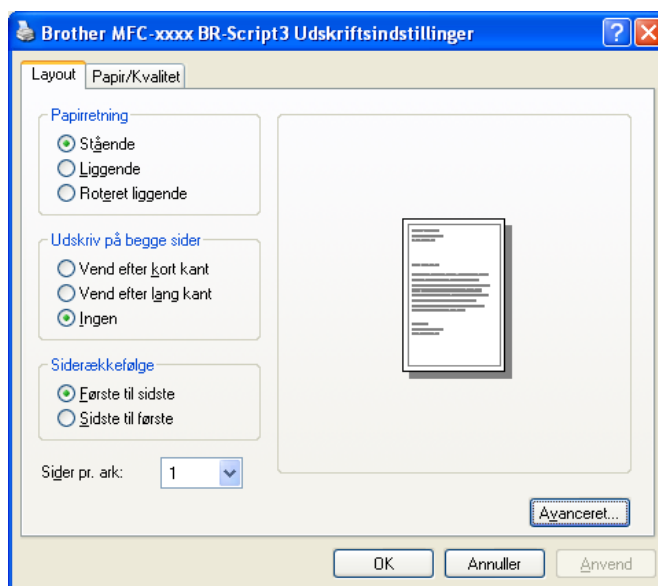 Brother MFC-xxxx BR-Script3 Udskriftsindstillinger
Layout Papir/Kvalitet
Papirretning
Stående
Liggende
Roteret liggende
Udskriv på begge sider
Vend efter kort kant
Vend efter lang kant
Ingen
Siderækkefølge
Første til sidste
Sidste til første
Sider pr. ark: 1
Avanceret...
OK Annuller Anvend